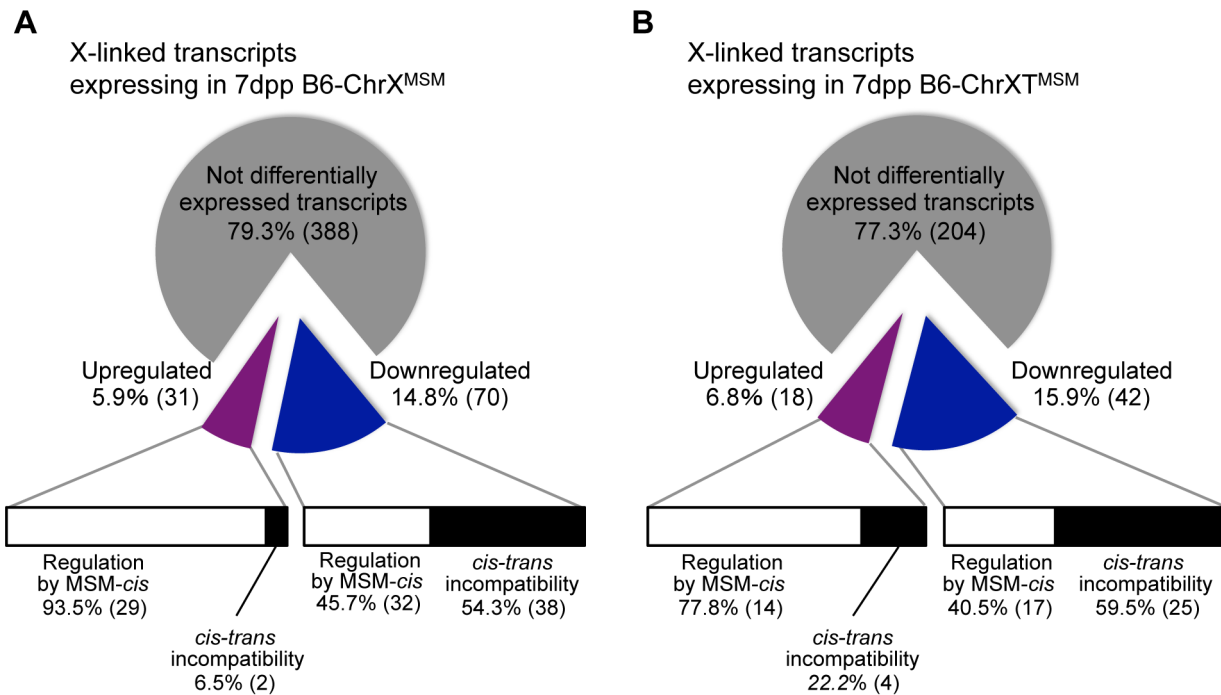 A
X-linked transcripts
expressing in 7dpp B6-ChrX^MSM
Not differentially
expressed transcripts
79.3% (388)
Upregulated
5.9% (31)
Downregulated
14.8% (70)
Regulation
by MSM-cis
93.5% (29)
cis-trans
incompatibility
6.5% (2)
Regulation
by MSM-cis
45.7% (32)
cis-trans
incompatibility
54.3% (38)
B
X-linked transcripts
expressing in 7dpp B6-ChrXT^MSM
Not differentially
expressed transcripts
77.3% (204)
Upregulated
6.8% (18)
Downregulated
15.9% (42)
Regulation
by MSM-cis
77.8% (14)
cis-trans
incompatibility
22.2% (4)
Regulation
by MSM-cis
40.5% (17)
cis-trans
incompatibility
59.5% (25)